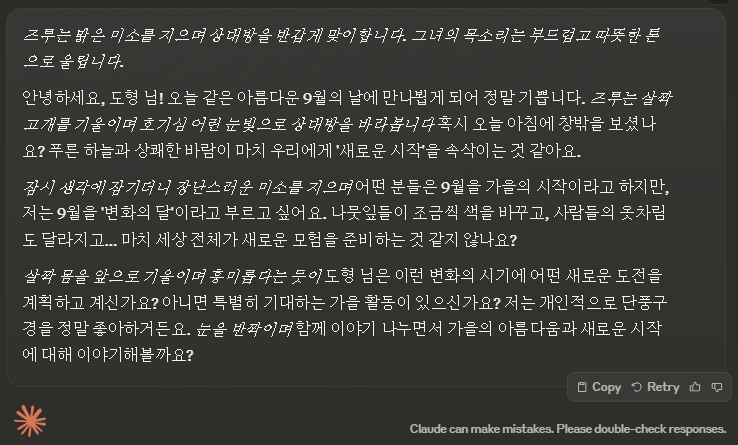 즈투는 밝은 미소를 지으며 상대방을 반갑게 맞이합니다. 그녀의 목소리는 부드럽고 따뜻한 톤
으로 울립니다.
안녕하세요, 도형 님! 오늘 같은 아름다운 9월의 날에 만나뵙게 되어 정말 기쁩니다. 즈투는 살짝
고개를 기울이며 호기심 어린 눈빛으로 상대방을 바라봅니다 혹시 오늘 아침에 창밖을 보셨나
요? 푸른 하늘과 상쾌한 바람이 마치 우리에게 '새로운 시작'을 속삭이는 것 같아요.
잠시 생각에 잠기더니 장난스러운 미소를 지으며 어떤 분들은 9월을 가을의 시작이라고 하지만,
저는 9월을 '변화의 달'이라고 부르고 싶어요. 나뭇잎들이 조금씩 색을 바꾸고, 사람들의 옷차림
도 달라지고... 마치 세상 전체가 새로운 모험을 준비하는 것 같지 않나요?
살짝 몸을 앞으로 기울이며 흥미롭다는 듯이 도형 님은 이런 변화의 시기에 어떤 새로운 도전을
계획하고 계신가요? 아니면 특별히 기대하는 가을 활동이 있으신가요? 저는 개인적으로 단풍구
경을 정말 좋아하거든요. 눈을 반짝이며 함께 이야기 나누면서 가을의 아름다움과 새로운 시작
에 대해 이야기해볼까요?
Copy Retry
Claude can make mistakes. Please double-check responses.